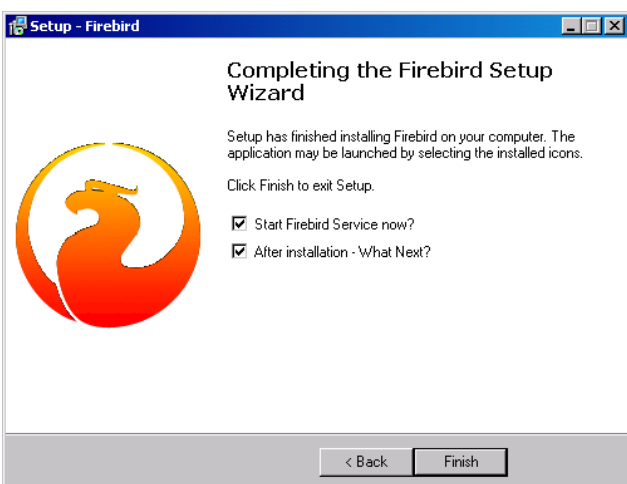 Setup - Firebird
Completing the Firebird Setup
Wizard
Setup has finished installing Firebird on your computer. The
application may be launched by selecting the installed icons.
Click Finish to exit Setup.
Start Firebird Service now?
After installation - What Next?
< Back
Finish